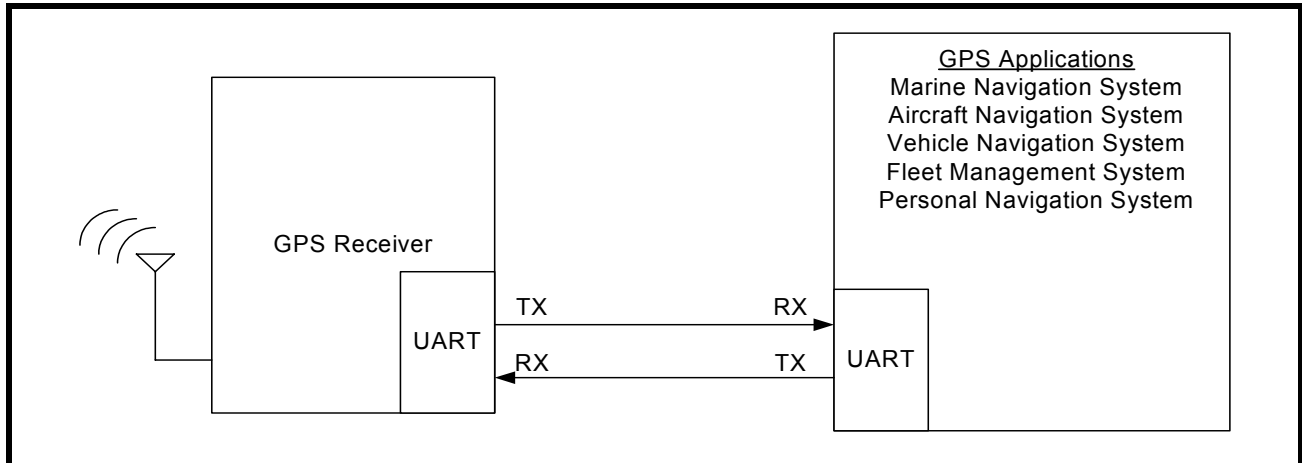 GPS Applications
Marine Navigation System
Aircraft Navigation System
Vehicle Navigation System
Fleet Management System
Personal Navigation System
GPS Receiver
TX
RX
UART
RX
TX
UART